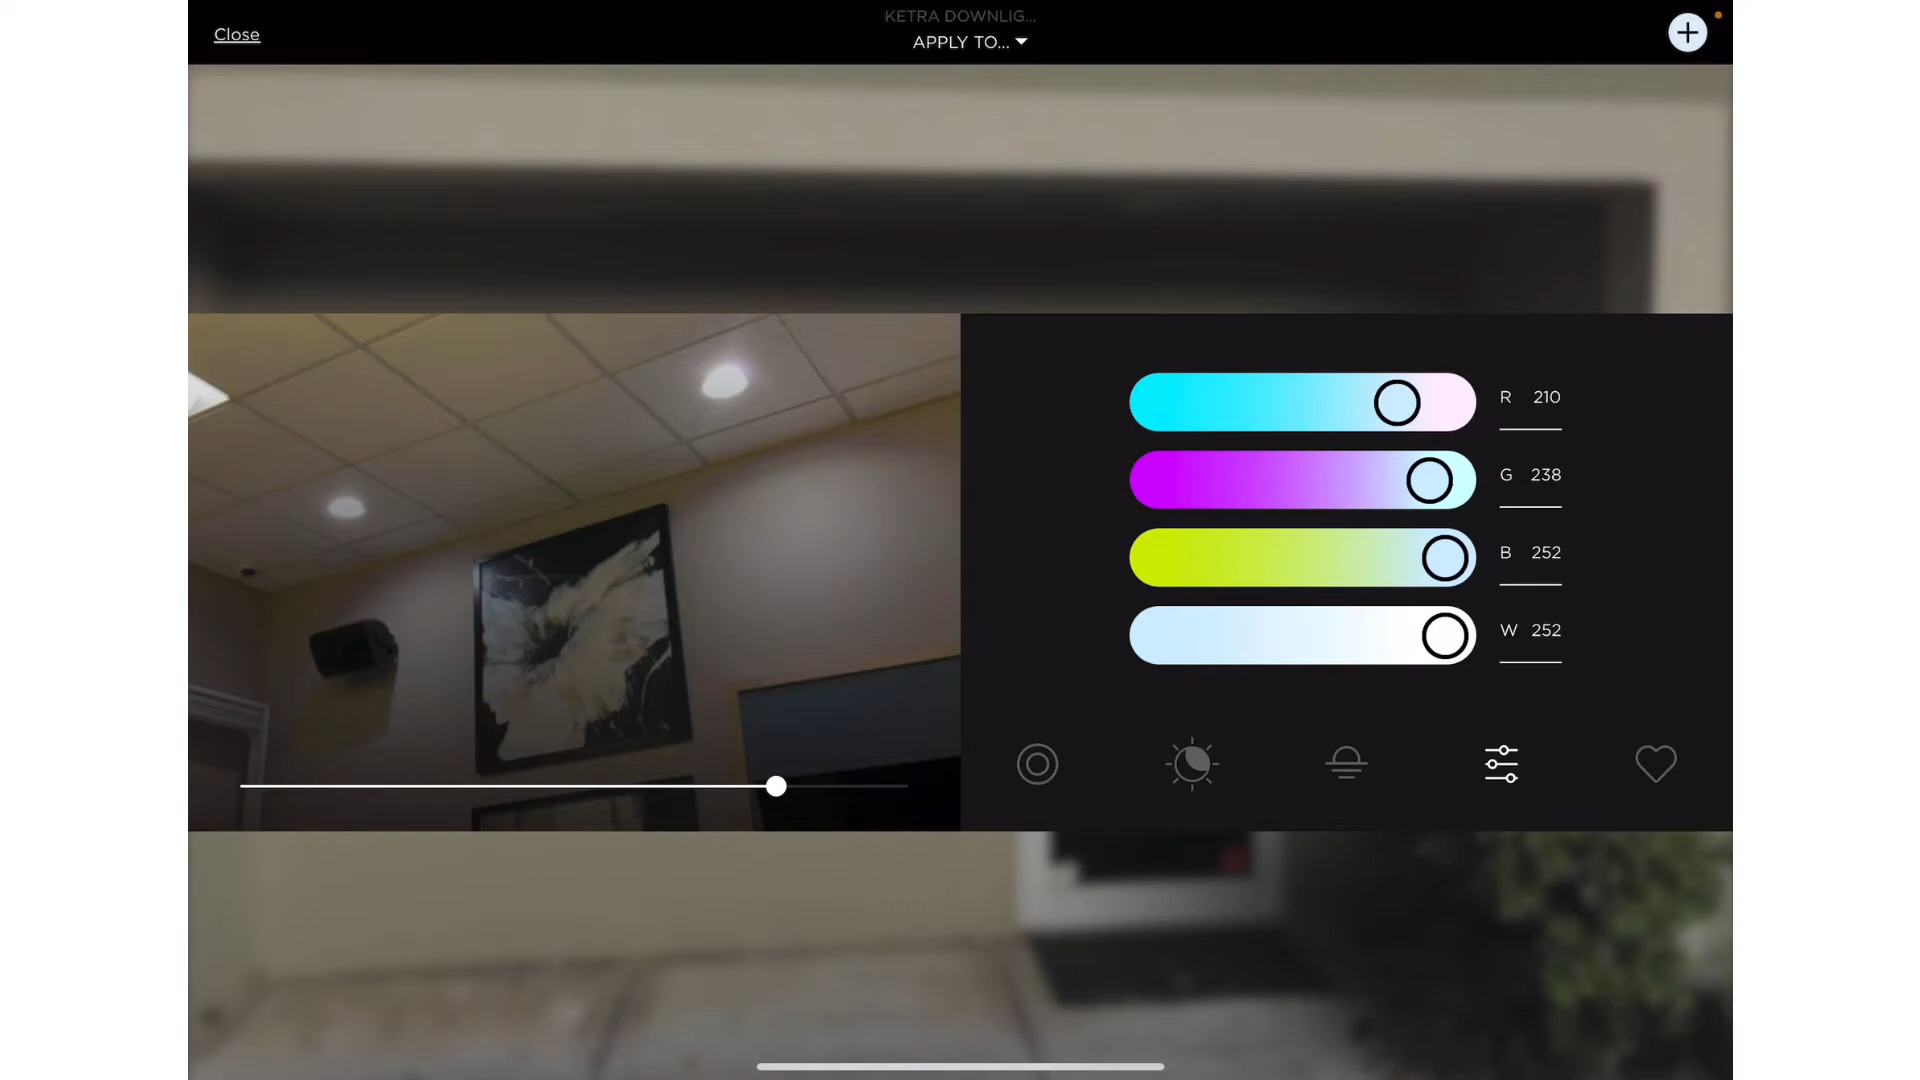 Close
KETRA DOWNLIG...
APPLY TO...
R 210
G 238
B 252
W 252